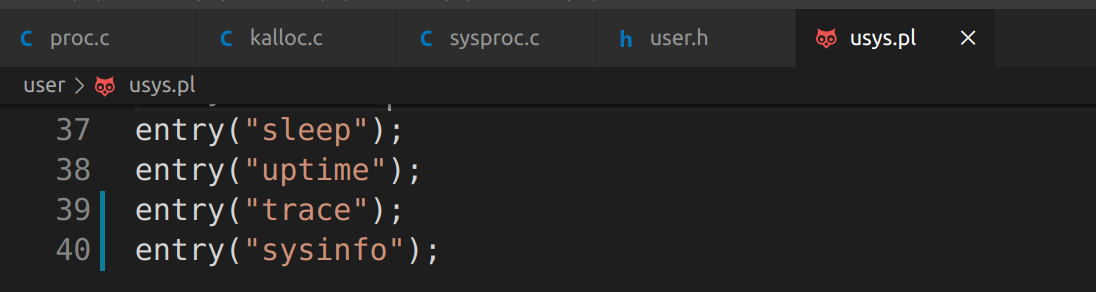 proc.c
kalloc.c
sysproc.c
user.h
usys.pl
user > usys.pl
37 entry("sleep");
38 entry("uptime");
39 entry("trace");
40 entry("sysinfo");